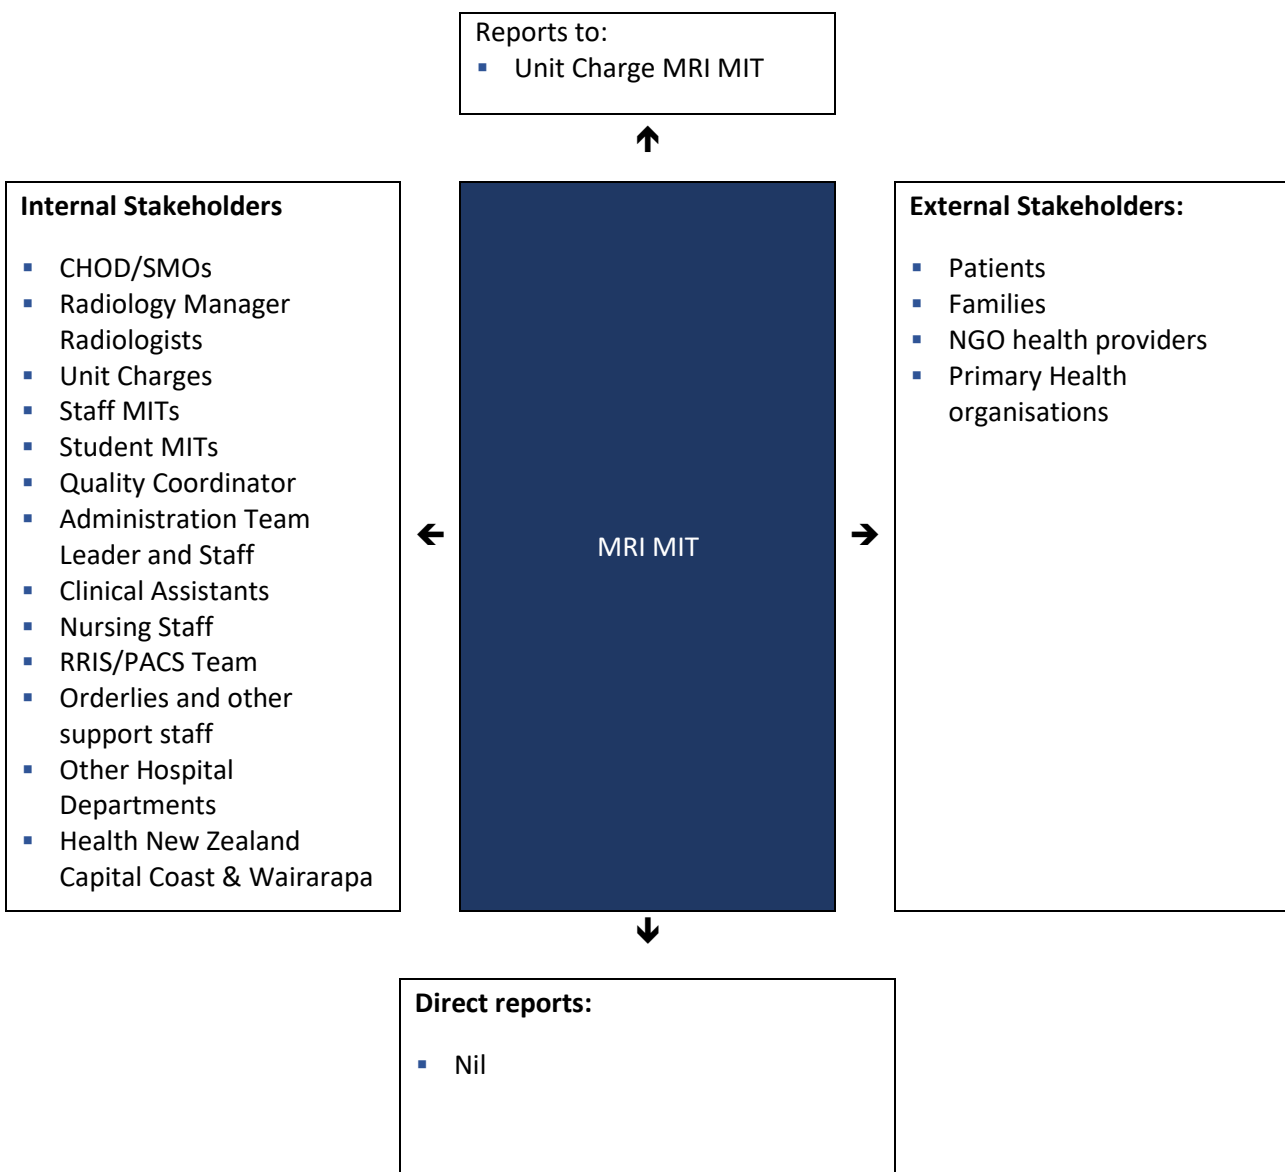 Reports to:
▪ Unit Charge MRI MIT
Internal Stakeholders
▪ CHOD/SMOs
▪ Radiology Manager
Radiologists
▪ Unit Charges
▪ Staff MITs
▪ Student MITs
▪ Quality Coordinator
▪ Administration Team
Leader and Staff
▪ Clinical Assistants
▪ Nursing Staff
▪ RRIS/PACS Team
▪ Orderlies and other
support staff
▪ Other Hospital
Departments
▪ Health New Zealand
Capital Coast & Wairarapa
MRI MIT
External Stakeholders:
▪ Patients
▪ Families
▪ NGO health providers
▪ Primary Health
organisations
Direct reports:
▪ Nil